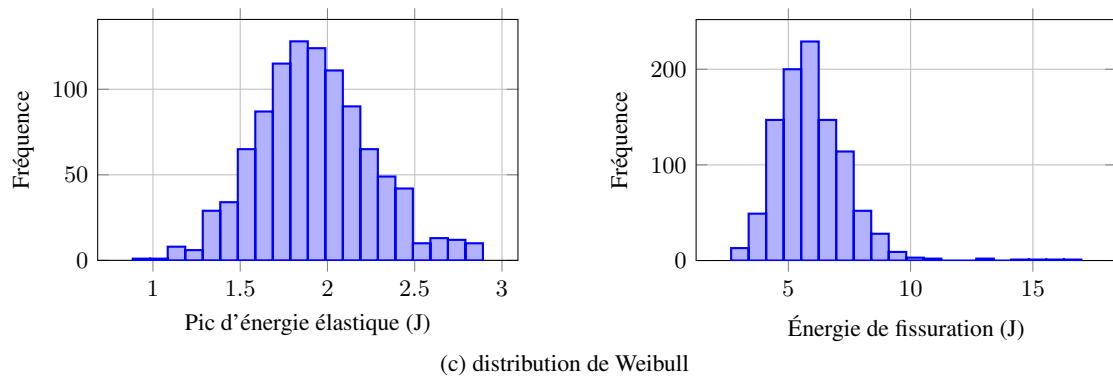 Fréquence
100
50
0
1 1.5 2 2.5 3
Pic d'énergie élastique (J)
Fréquence
200
100
0
5 10 15
Énergie de fissuration (J)
(c) distribution de Weibull